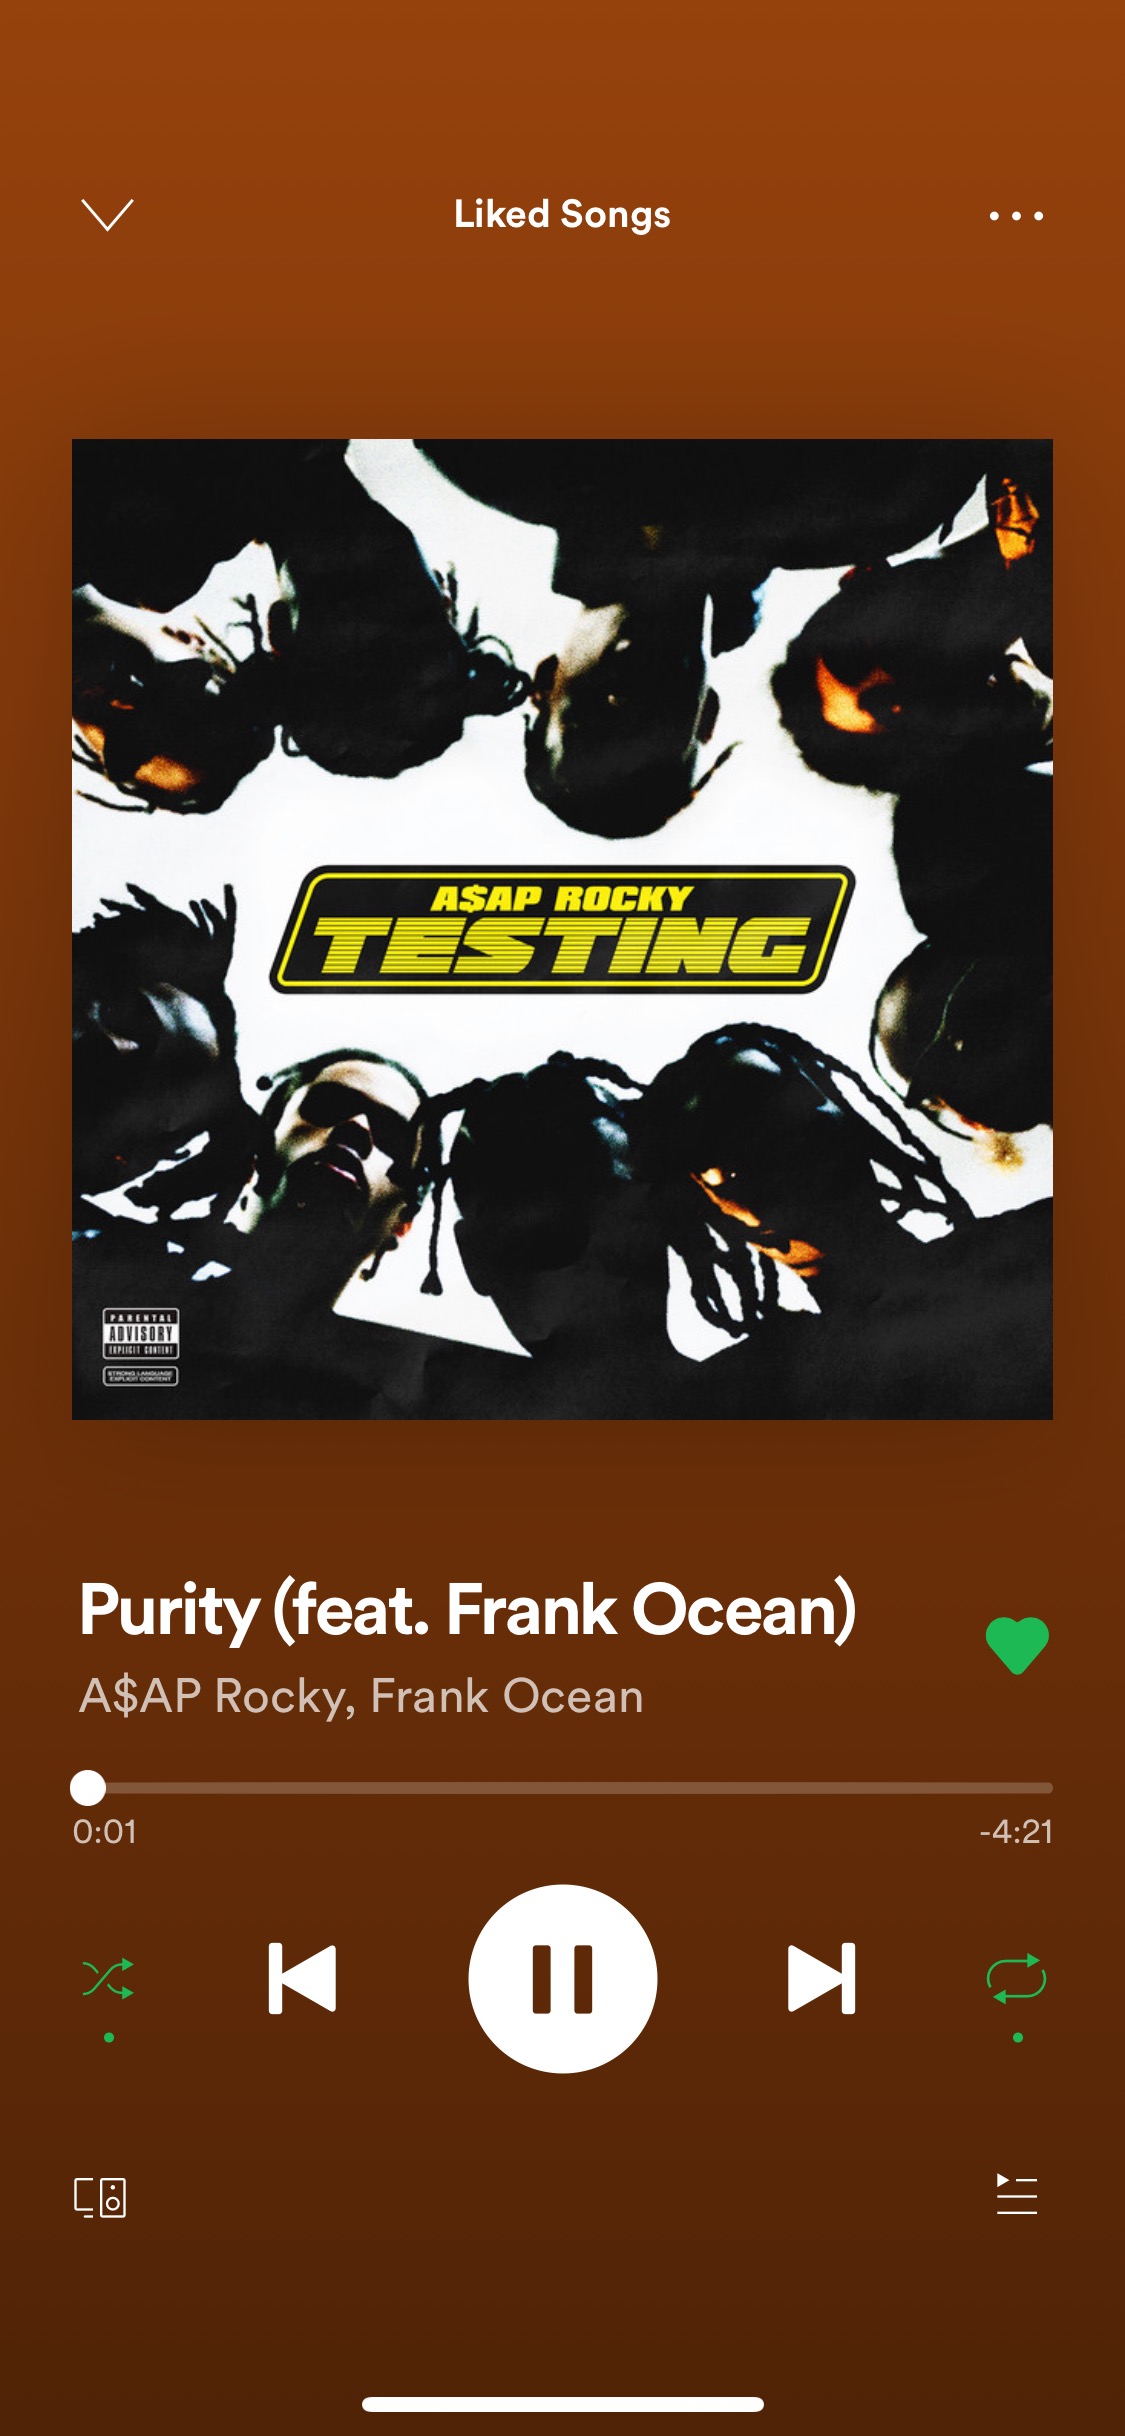 Liked Songs
A$AP ROCKY
TESTING
PARENTAL
ADVISORY
EXPLICIT CONTENT
STRONG LANGUAGE
EXPLICIT CONTENT
Purity (feat. Frank Ocean)
A$AP Rocky, Frank Ocean
0:01
-4:21